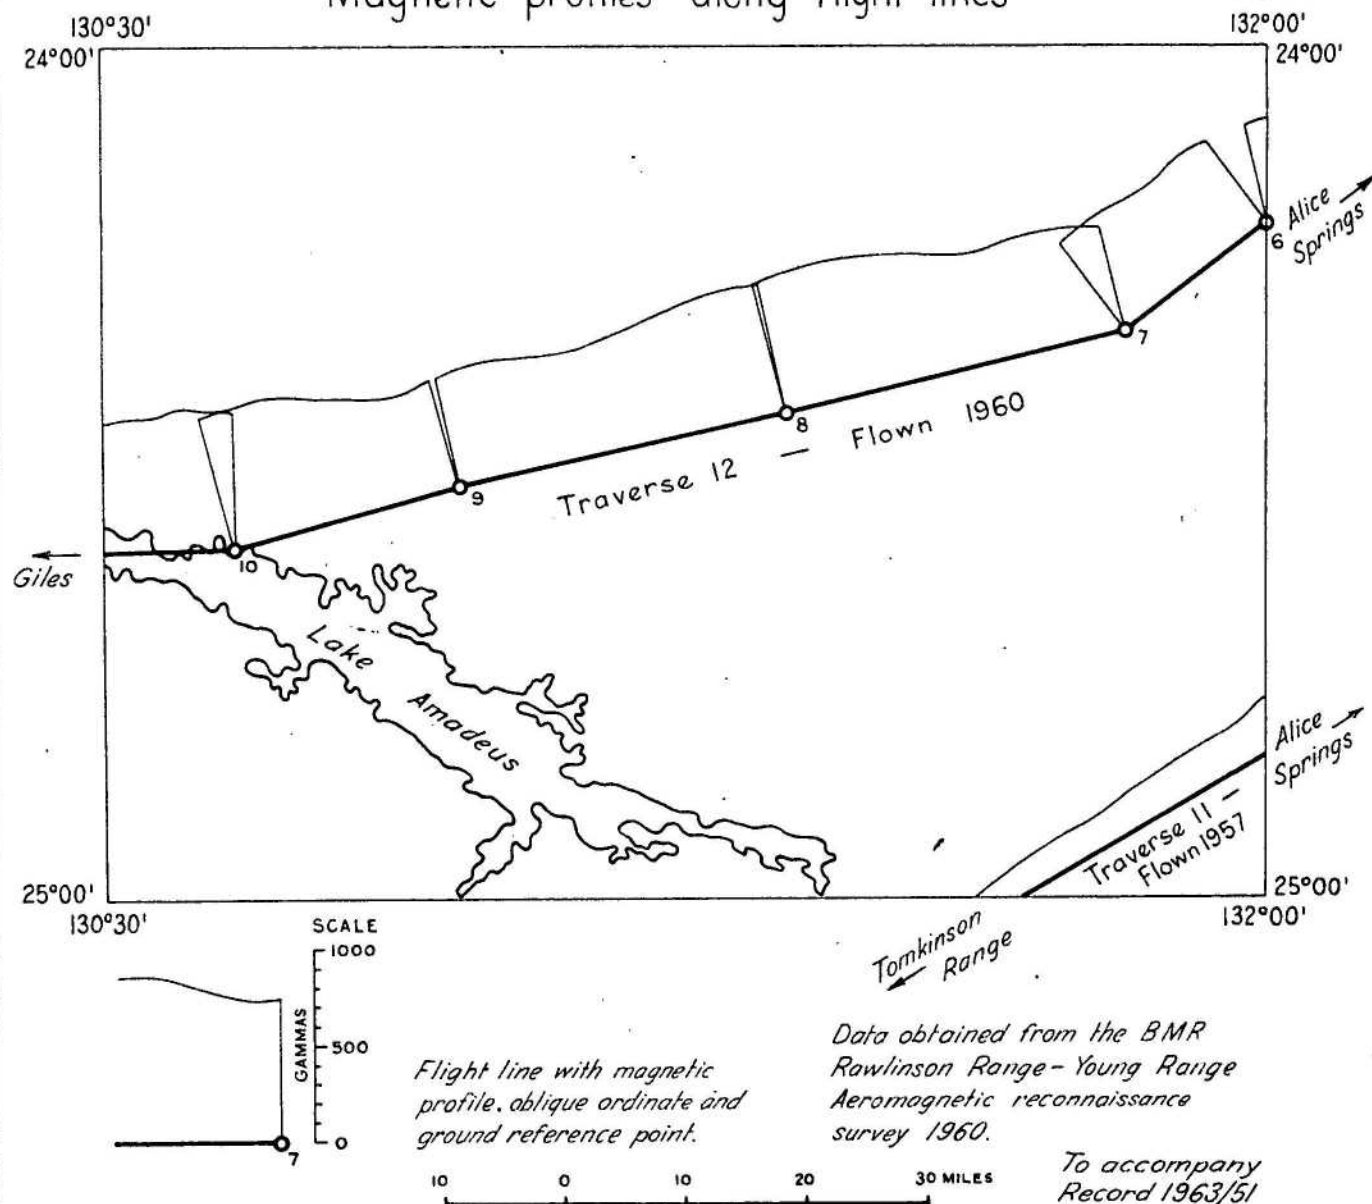 Magnetic profiles along flight lines
130°30'
132°00'
24°00'
24°00'
Alice
Springs
6
7
8
Traverse 12 — Flown 1960
9
10
Giles
Lake
Amadeus
Alice
Springs
Traverse 11 —
Flown 1957
25°00'
25°00'
130°30'
132°00'
Tomkinson
Range
SCALE
1000
500
0
GAMMAS
7
Flight line with magnetic
profile, oblique ordinate and
ground reference point.
Data obtained from the BMR
Rawlinson Range - Young Range
Aeromagnetic reconnaissance
survey 1960.
10 0 10 20 30 MILES
To accompany
Record 1963/51